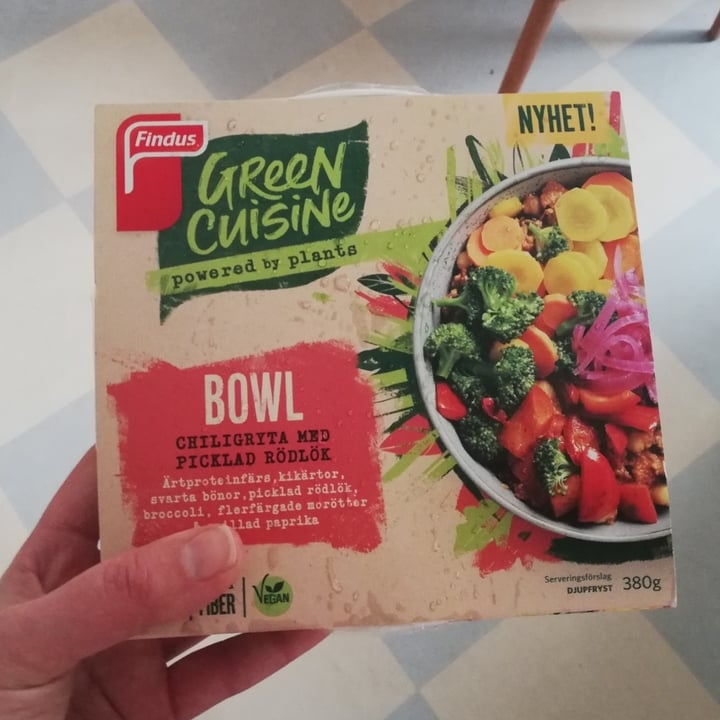 Findus
NYHET!
GREEN
CUISINE
powered by plants
BOWL
CHILIGRYTA MED
PICKLAD RÖDLÖK
Ärtproteinfärs, kikärtor,
svarta bönor, picklad rödlök,
broccoli, flerfärgade morötter
paprika
FIBER
VEGAN
Serveringsförslag
DJUPFRYST
380g